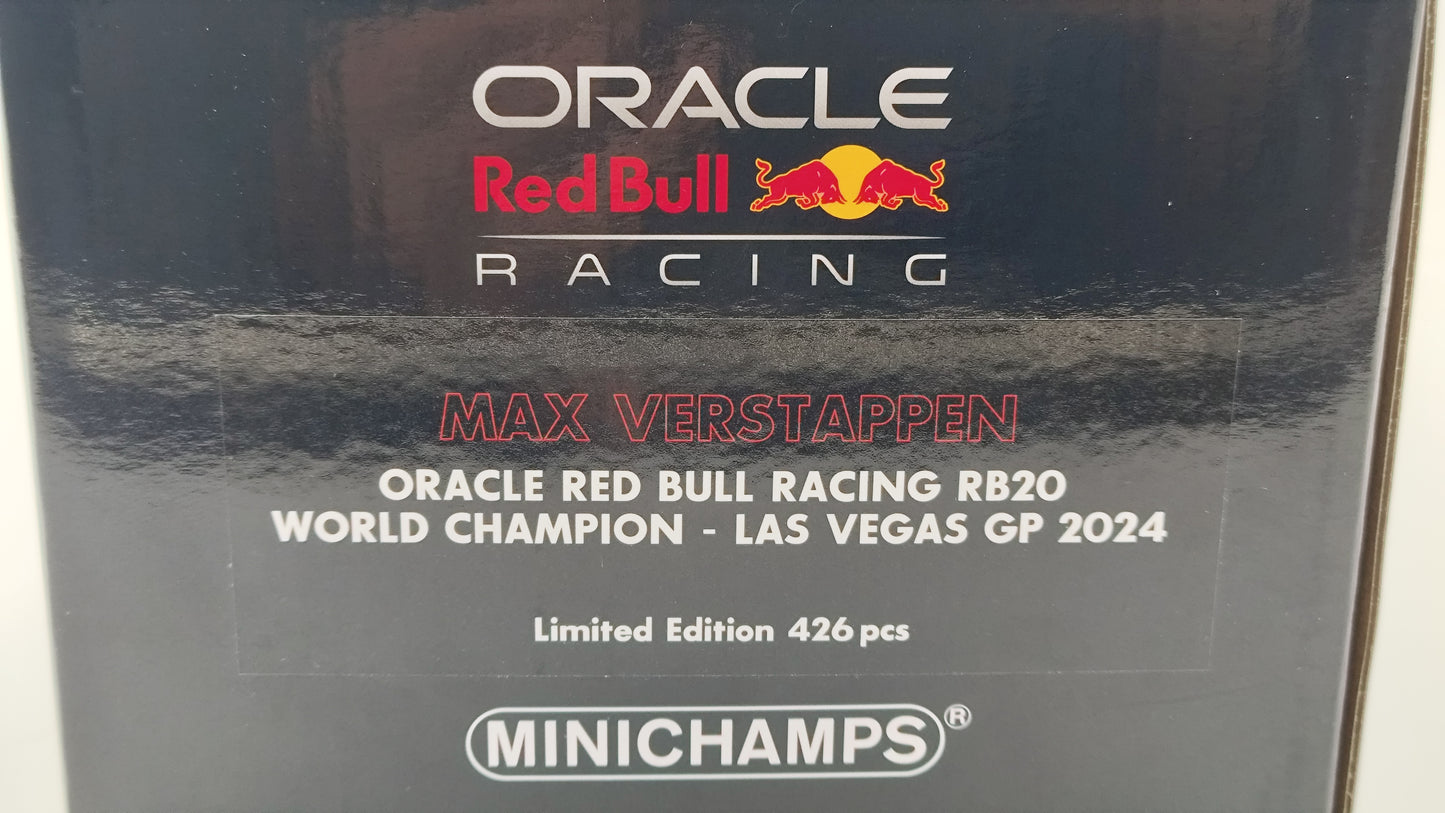 ORACLE
Red Bull
RACING
MAX VERSTAPPEN
ORACLE RED BULL RACING RB20
WORLD CHAMPION - LAS VEGAS GP 2024
Limited Edition 426 pcs
MINICHAMPS®